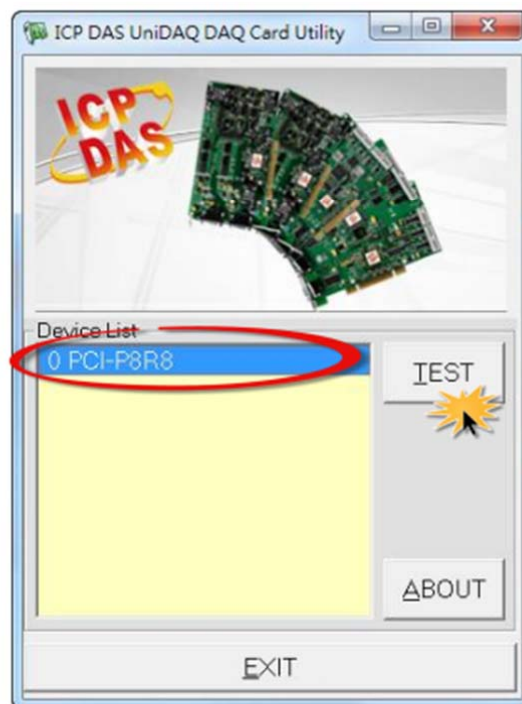 ICP DAS UniDAQ DAQ Card Utility
ICP
DAS
Device List
0 PCI-P8R8
TEST
ABOUT
EXIT